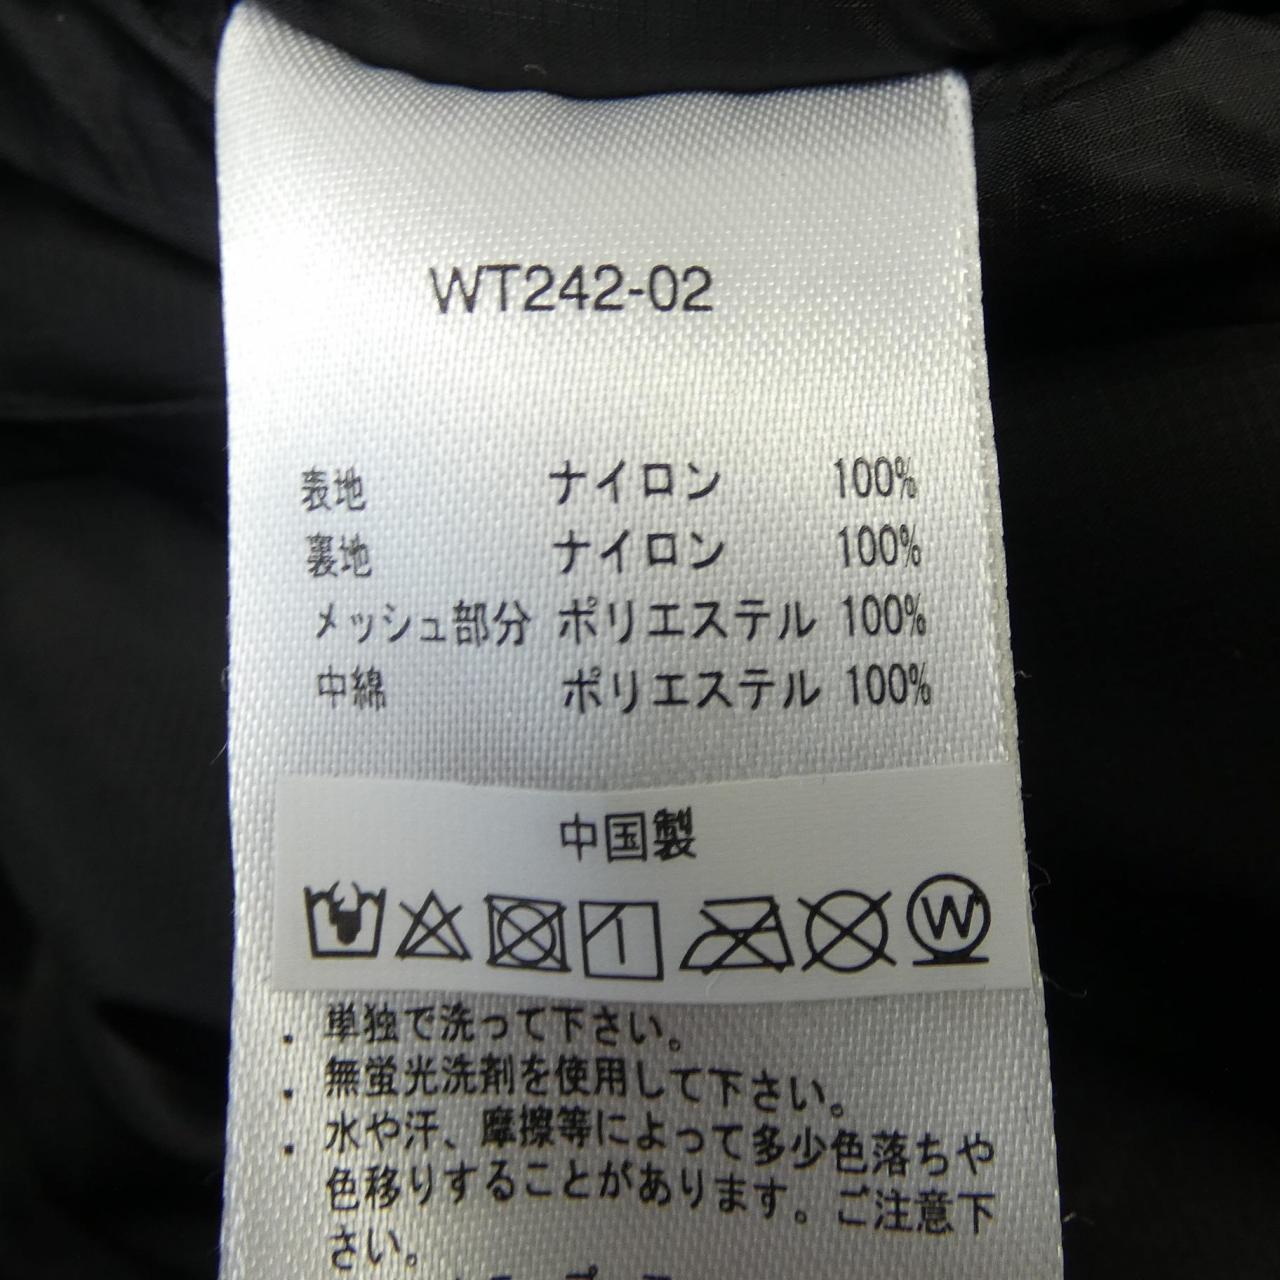 WT242-02
表地 ナイロン 100%
裏地 ナイロン 100%
メッシュ部分 ポリエステル 100%
中綿 ポリエステル 100%
中国製
W
・単独で洗って下さい。
・無蛍光洗剤を使用して下さい。
・水や汗、摩擦等によって多少色落ちや
色移りすることがあります。ご注意下
さい。